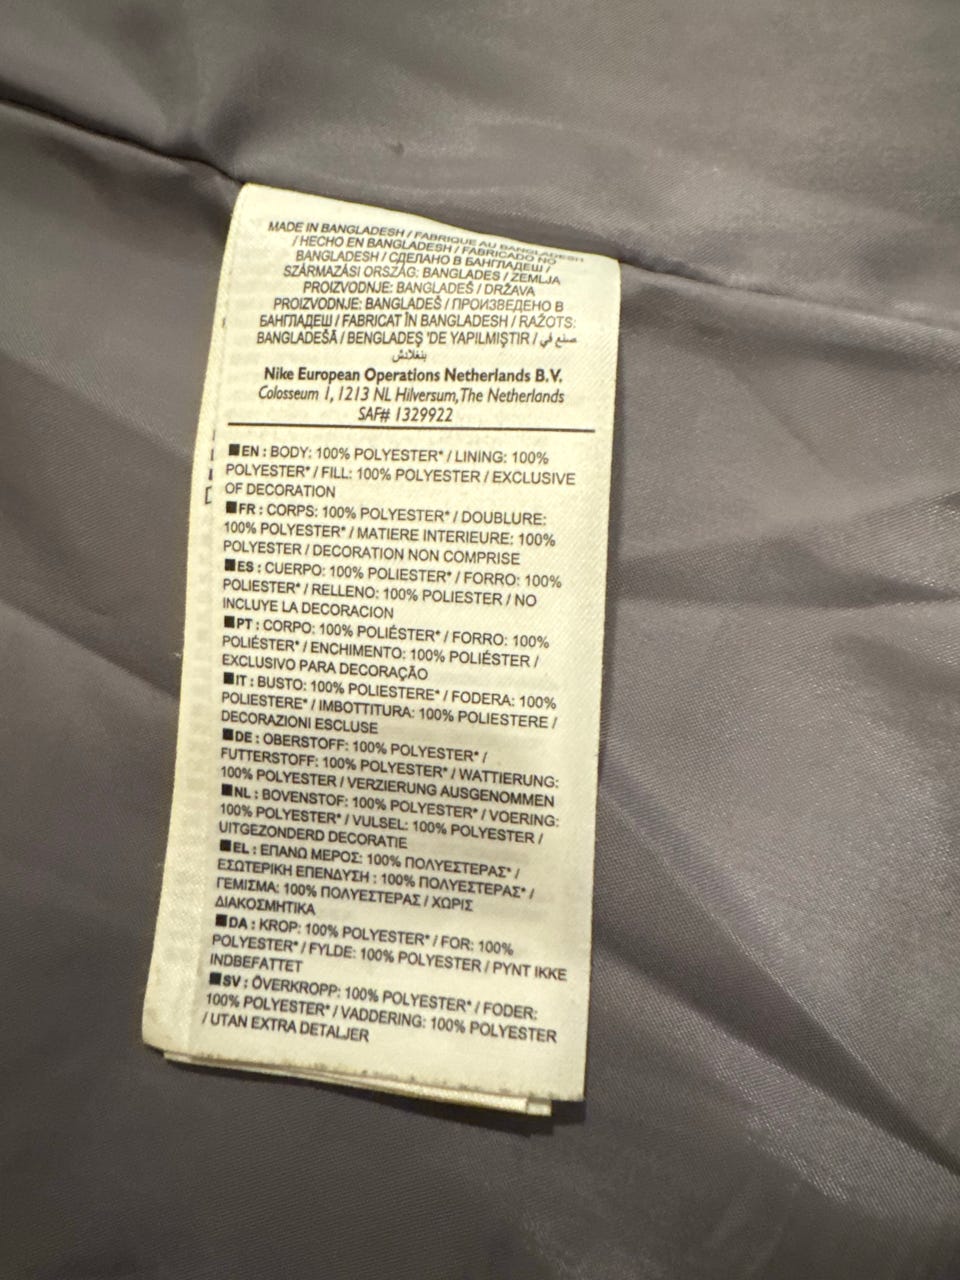 MADE IN BANGLADESH / FABRIQUE AU BANGLADESH
/ HECHO EN BANGLADESH / FABRICADO NO
BANGLADESH / СДЕЛАНО В БАНГЛАДЕШ /
SZÁRMAZÁSI ORSZÁG: BANGLADES / ZEMLJA
PROIZVODNJE: BANGLADEŠ / DRŽAVA
PROIZVODNJE: BANGLADEŠ / ПРОИЗВЕДЕНО В
БАНГЛАДЕШ / FABRICAT ÎN BANGLADESH / RAŽOTS:
BANGLADEŠĀ / BENGLADEŞ 'DE YAPILMIŞTIR / صنع في
بنغلادش
Nike European Operations Netherlands B.V.
Colosseum 1, 1213 NL Hilversum, The Netherlands
SAF# 1329922
■EN : BODY: 100% POLYESTER* / LINING: 100%
POLYESTER* / FILL: 100% POLYESTER / EXCLUSIVE
OF DECORATION
■FR : CORPS: 100% POLYESTER* / DOUBLURE:
100% POLYESTER* / MATIERE INTERIEURE: 100%
POLYESTER / DECORATION NON COMPRISE
■ES : CUERPO: 100% POLIESTER* / FORRO: 100%
POLIESTER* / RELLENO: 100% POLIESTER / NO
INCLUYE LA DECORACION
■PT : CORPO: 100% POLIÉSTER* / FORRO: 100%
POLIÉSTER* / ENCHIMENTO: 100% POLIÉSTER /
EXCLUSIVO PARA DECORAÇÃO
■IT : BUSTO: 100% POLIESTERE* / FODERA: 100%
POLIESTERE* / IMBOTTITURA: 100% POLIESTERE /
DECORAZIONI ESCLUSE
■DE : OBERSTOFF: 100% POLYESTER* /
FUTTERSTOFF: 100% POLYESTER* / WATTIERUNG:
100% POLYESTER / VERZIERUNG AUSGENOMMEN
■NL : BOVENSTOF: 100% POLYESTER* / VOERING:
100% POLYESTER* / VULSEL: 100% POLYESTER /
UITGEZONDERD DECORATIE
■EL : ΕΠΑΝΩ ΜΕΡΟΣ: 100% ΠΟΛΥΕΣΤΕΡΑΣ* /
ΕΣΩΤΕΡΙΚΗ ΕΠΕΝΔΥΣΗ : 100% ΠΟΛΥΕΣΤΕΡΑΣ* /
ΓΕΜΙΣΜΑ: 100% ΠΟΛΥΕΣΤΕΡΑΣ / ΧΩΡΙΣ
ΔΙΑΚΟΣΜΗΤΙΚΑ
■DA : KROP: 100% POLYESTER* / FOR: 100%
POLYESTER* / FYLDE: 100% POLYESTER / PYNT IKKE
INDBEFATTET
■SV : ÖVERKROPP: 100% POLYESTER* / FODER:
100% POLYESTER* / VADDERING: 100% POLYESTER
/ UTAN EXTRA DETALJER